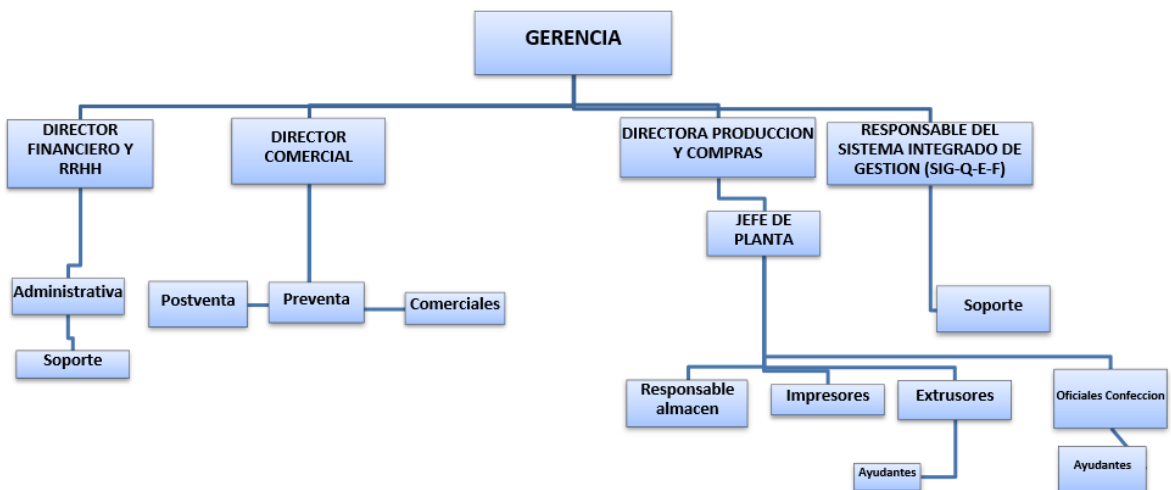 GERENCIA
DIRECTOR
FINANCIERO Y
RRHH
DIRECTOR
COMERCIAL
DIRECTORA PRODUCCION
Y COMPRAS
RESPONSABLE DEL
SISTEMA INTEGRADO DE
GESTION (SIG-Q-E-F)
JEFE DE
PLANTA
Administrativa
Postventa
Preventa
Comerciales
Soporte
Soporte
Responsable
almacen
Impresores
Extrusores
Oficiales Confeccion
Ayudantes
Ayudantes